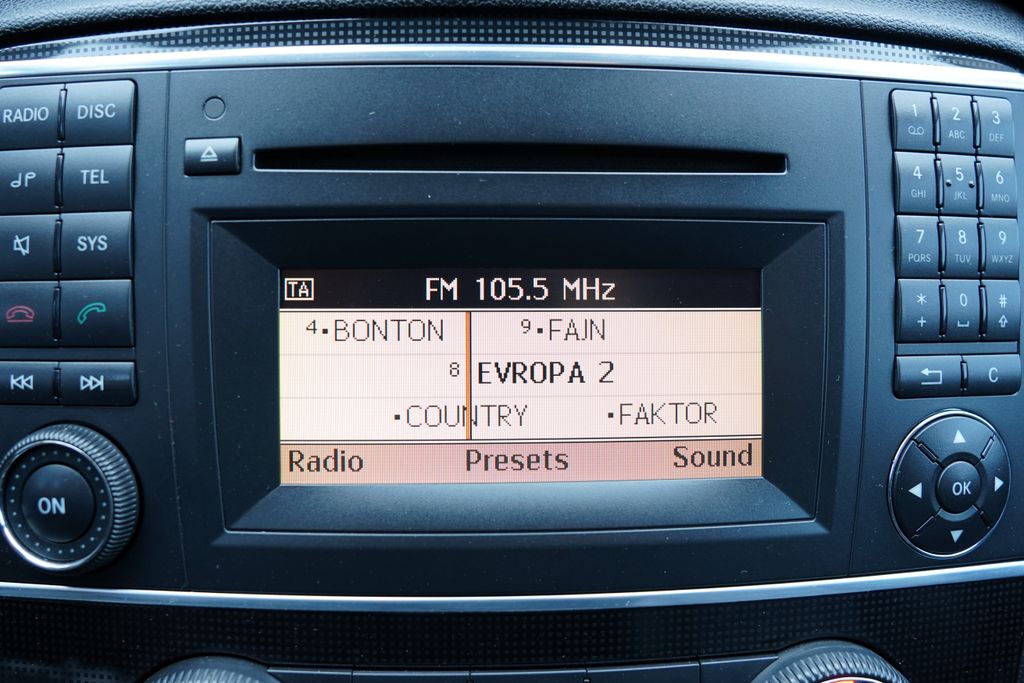 RADIO DISC
TEL
SYS
ON
TA FM 105.5 MHz
4·BONTON 9·FAJN
8 EVROPA 2
·COUNTRY ·FAKTOR
Radio Presets Sound
1 2 ABC 3 DEF
4 GHI 5 JKL 6 MNO
7 PQRS 8 TUV 9 WXYZ
* + 0 #
C
OK